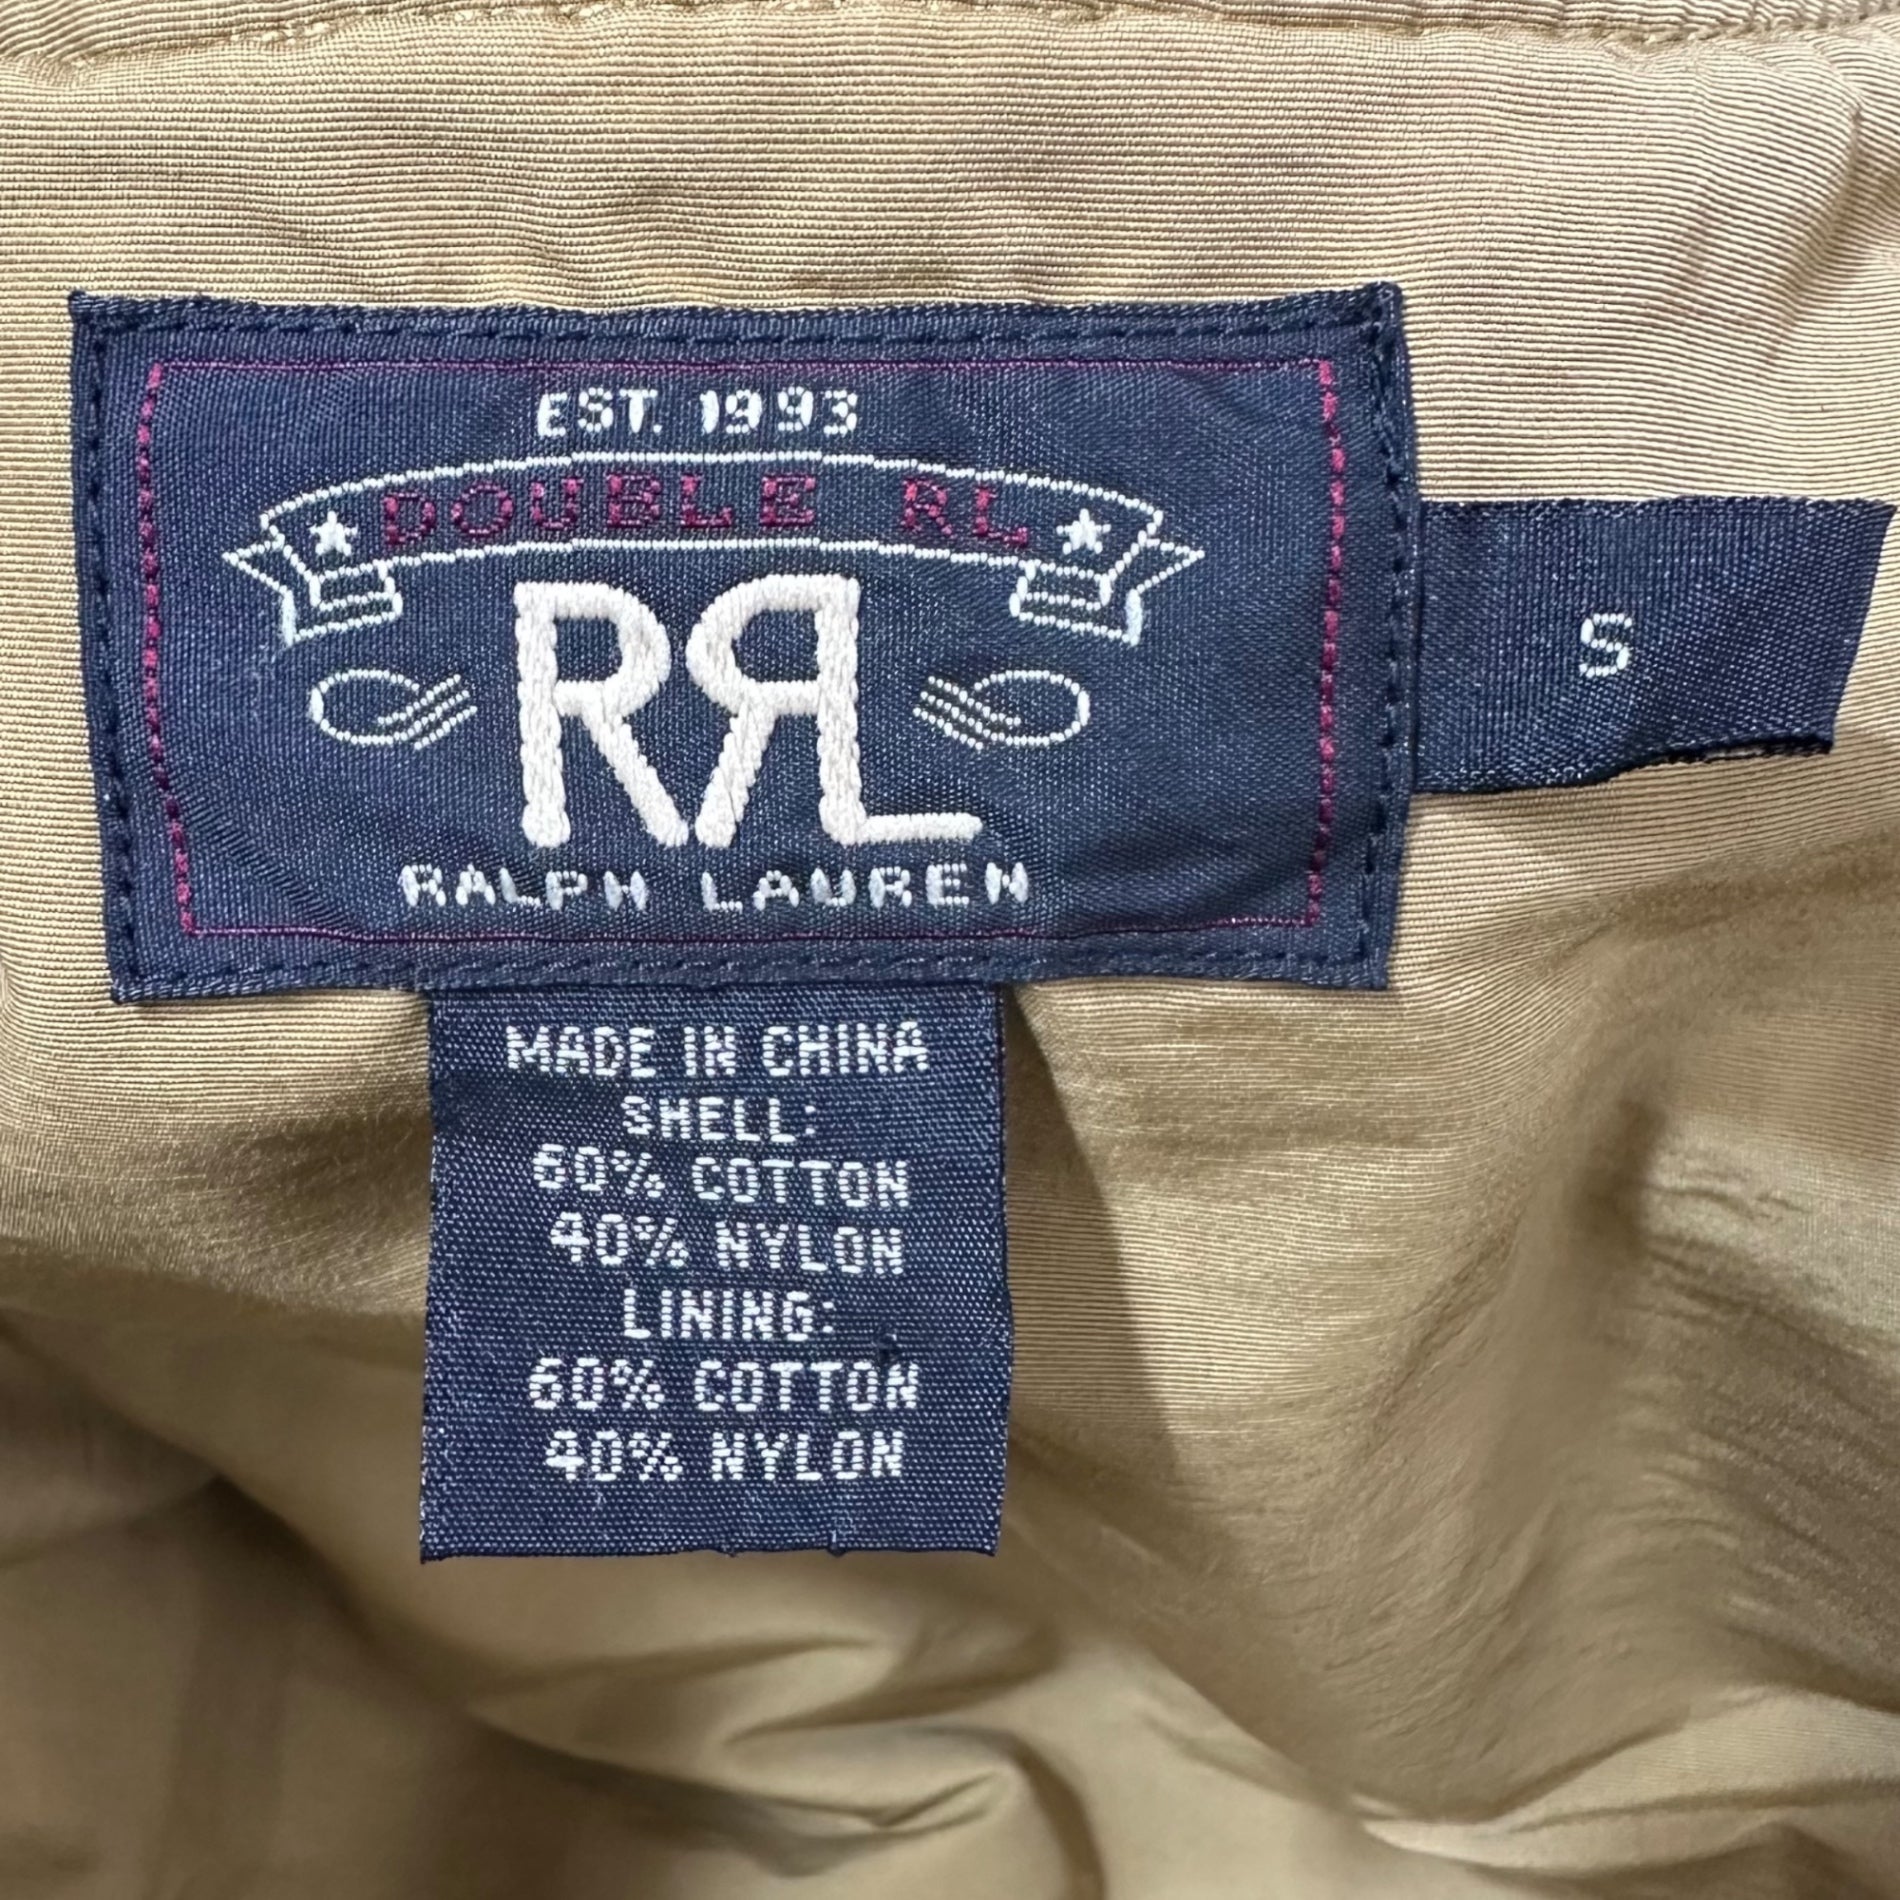 EST. 1993
DOUBLE RL
RRL
RALPH LAUREN
S
MADE IN CHINA
SHELL:
60% COTTON
40% NYLON
LINING:
60% COTTON
40% NYLON